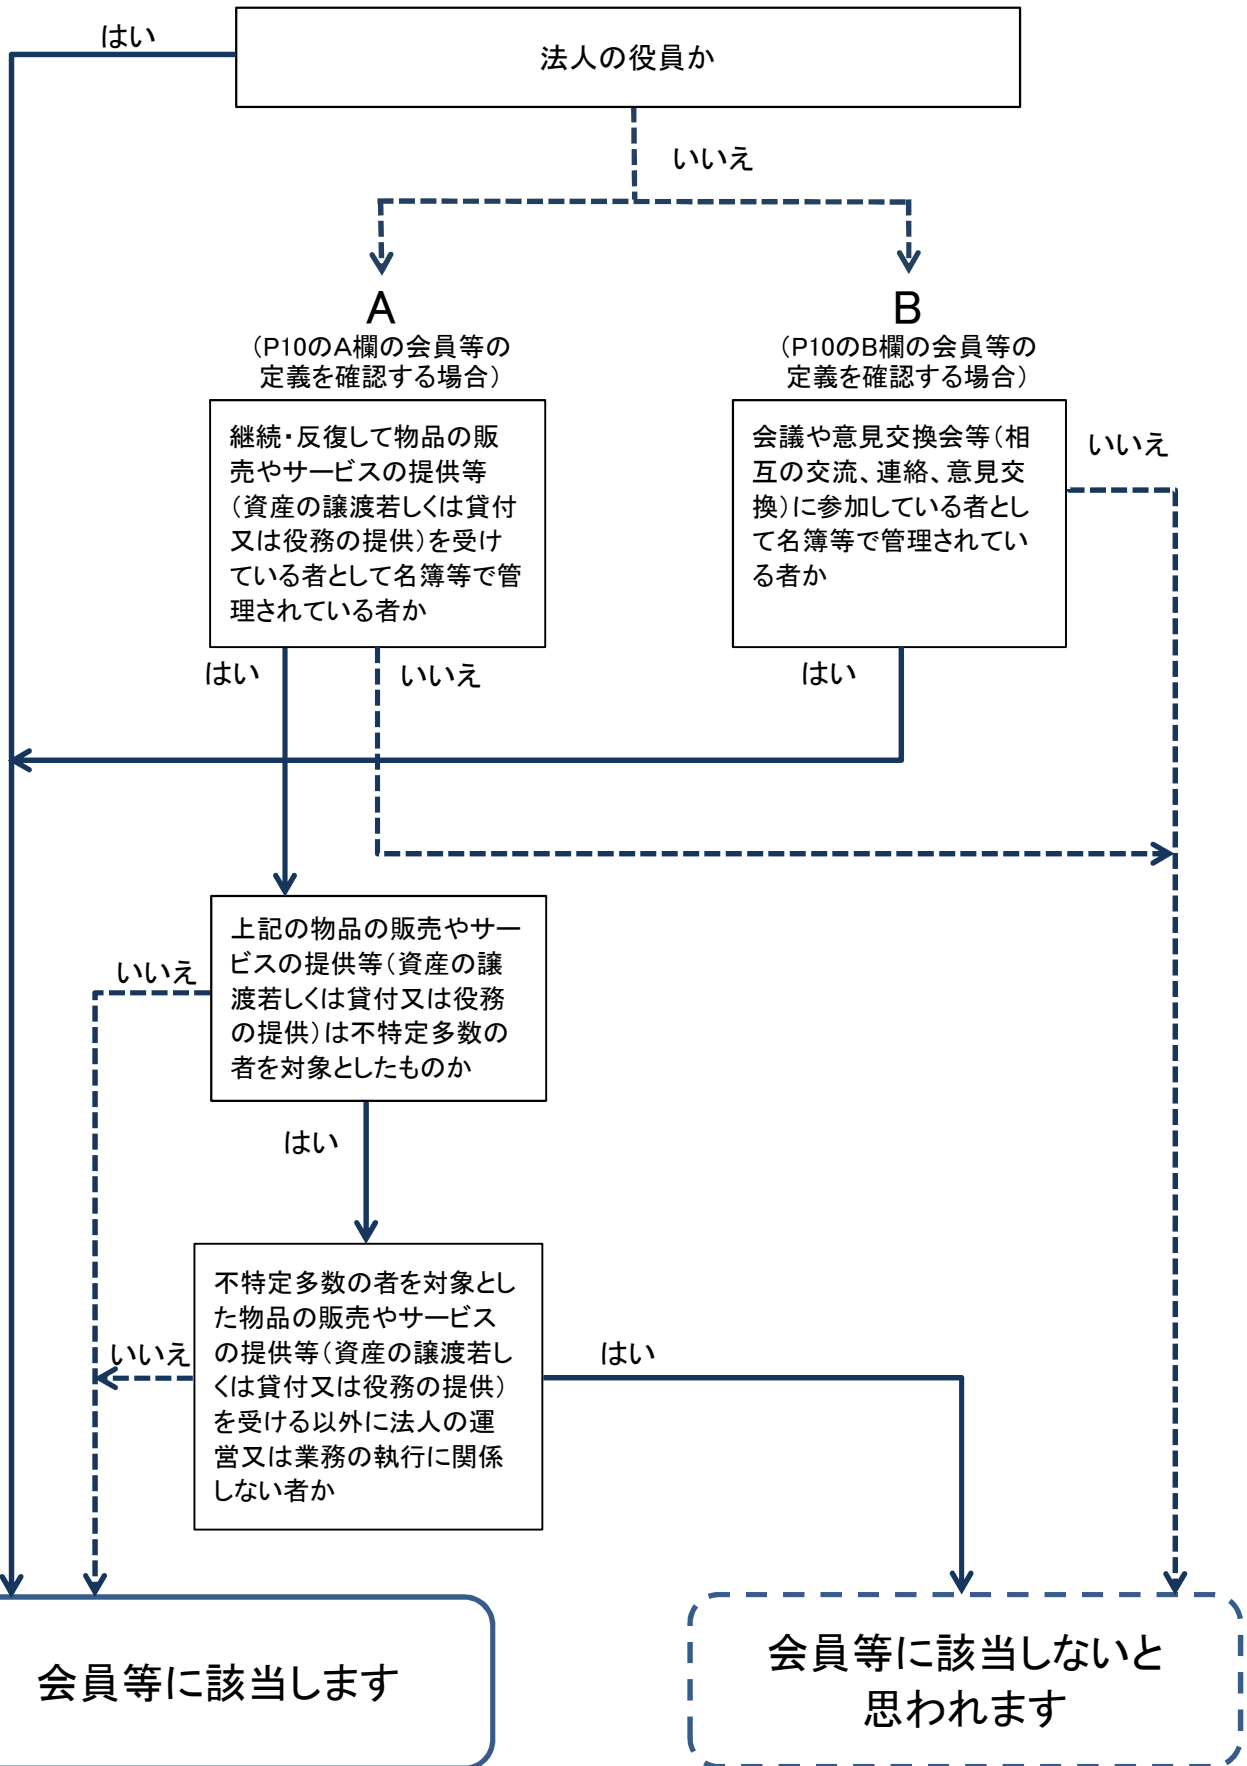 はい
法人の役員か
いいえ
A
（P10のA欄の会員等の
定義を確認する場合）
B
（P10のB欄の会員等の
定義を確認する場合）
継続・反復して物品の販
売やサービスの提供等
（資産の譲渡若しくは貸付
又は役務の提供）を受け
ている者として名簿等で管
理されている者か
会議や意見交換会等（相
互の交流、連絡、意見交
換）に参加している者とし
て名簿等で管理されてい
る者か
いいえ
はい
いいえ
はい
上記の物品の販売やサー
ビスの提供等（資産の譲
渡若しくは貸付又は役務
の提供）は不特定多数の
者を対象としたものか
いいえ
はい
不特定多数の者を対象とし
た物品の販売やサービス
の提供等（資産の譲渡若し
くは貸付又は役務の提供）
を受ける以外に法人の運
営又は業務の執行に関係
しない者か
いいえ
はい
会員等に該当します
会員等に該当しないと
思われます